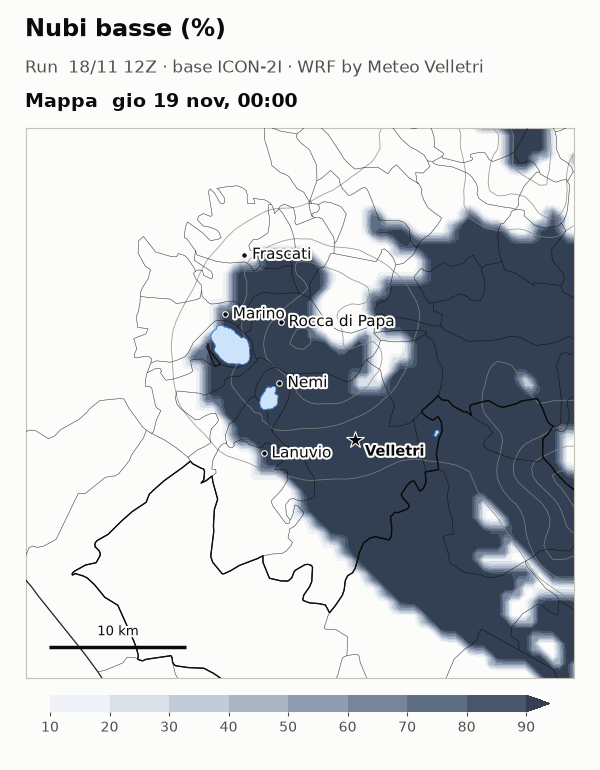 Nubi basse (%)
Run  18/11 12Z · base ICON-2I · WRF by Meteo Velletri
Mappa  gio 19 nov, 00:00
Frascati
Marino
Rocca di Papa
Nemi
Velletri
Lanuvio
10 km
10 20 30 40 50 60 70 80 90